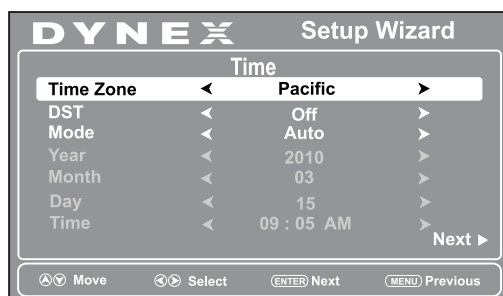 DYNEX Setup Wizard
Time
Time Zone Pacific
DST Off
Mode Auto
Year 2010
Month 03
Day 15
Time 09 : 05 AM
Next
Move Select ENTER Next MENU Previous